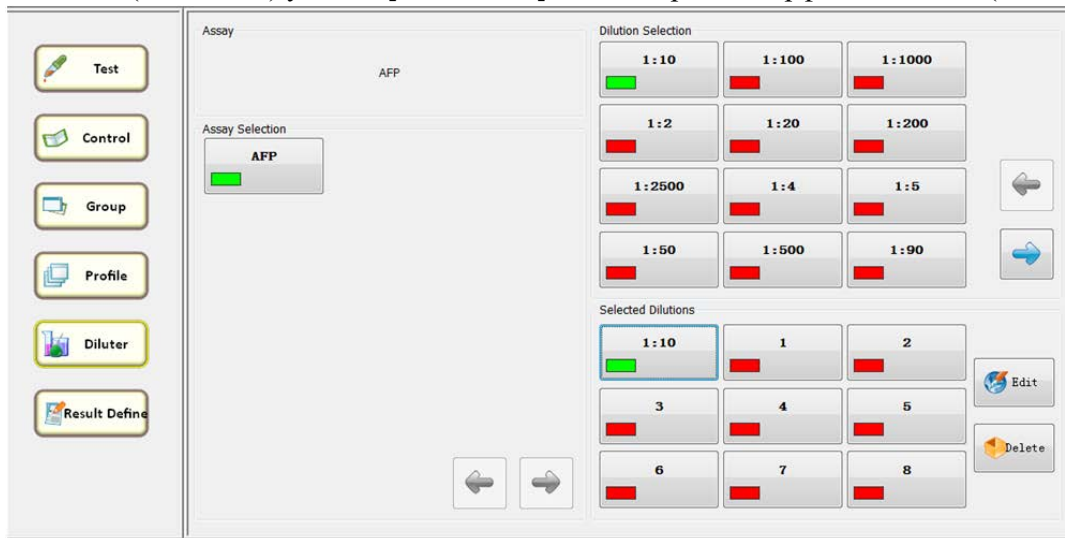 Test
Control
Group
Profile
Diluter
Result Define
Assay
AFP
Assay Selection
AFP
Dilution Selection
1:10 1:100 1:1000
1:2 1:20 1:200
1:2500 1:4 1:5
1:50 1:500 1:90
Selected Dilutions
1:10 1 2
3 4 5
6 7 8
Edit
Delete